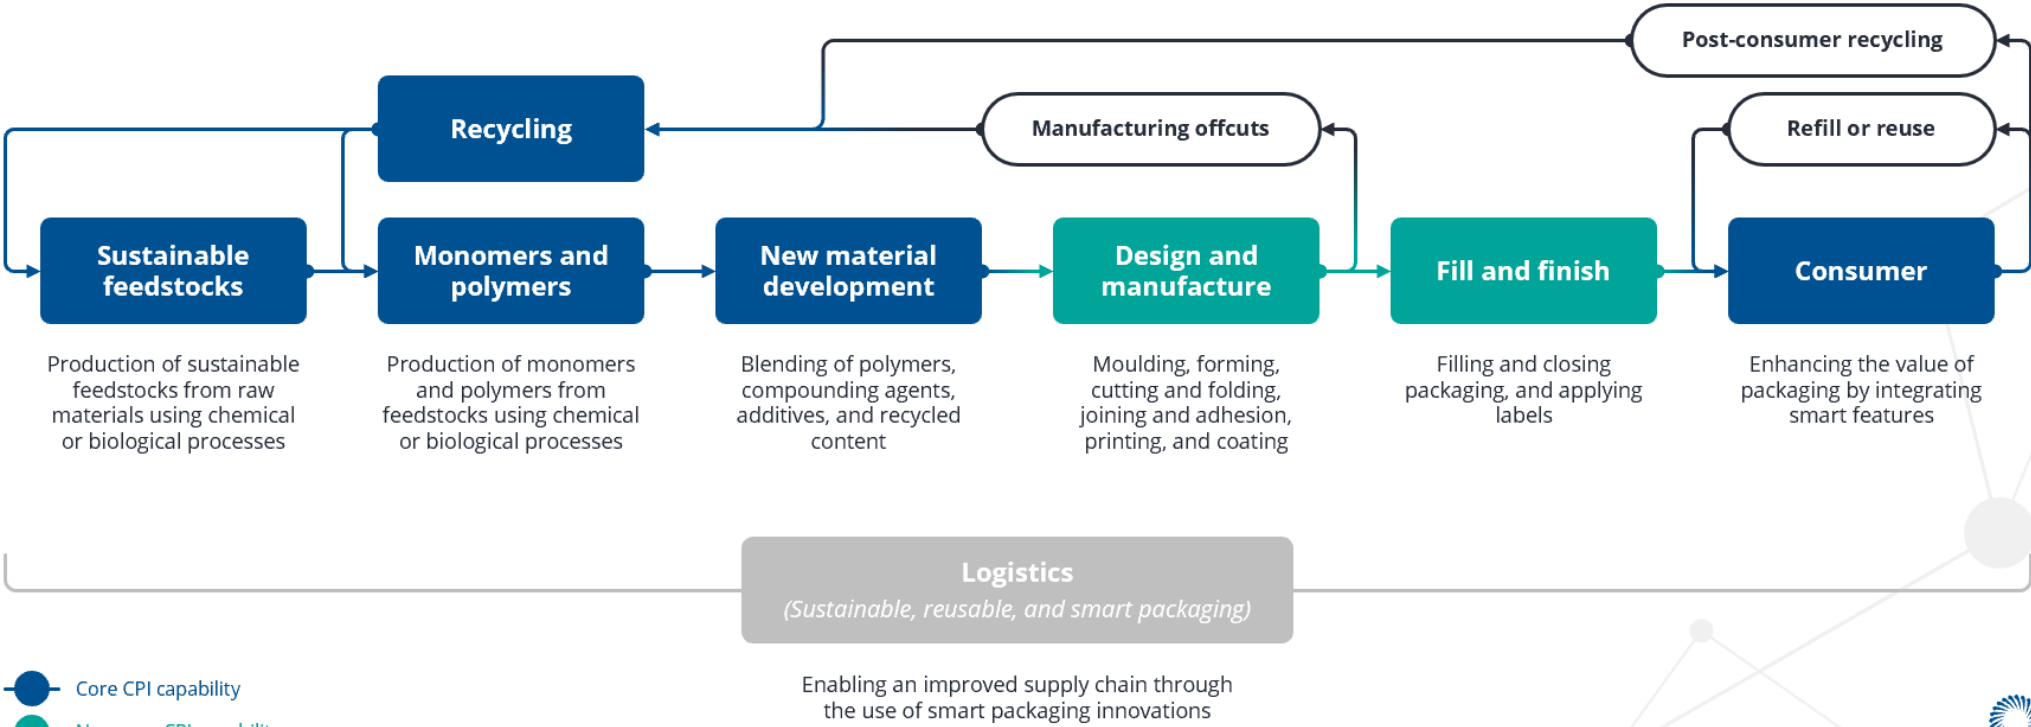 Post-consumer recycling
Recycling
Manufacturing offcuts
Refill or reuse
Sustainable
feedstocks
Monomers and
polymers
New material
development
Design and
manufacture
Fill and finish
Consumer
Production of sustainable
feedstocks from raw
materials using chemical
or biological processes
Production of monomers
and polymers from
feedstocks using chemical
or biological processes
Blending of polymers,
compounding agents,
additives, and recycled
content
Moulding, forming,
cutting and folding,
joining and adhesion,
printing, and coating
Filling and closing
packaging, and applying
labels
Enhancing the value of
packaging by integrating
smart features
Logistics
(Sustainable, reusable, and smart packaging)
Enabling an improved supply chain through
the use of smart packaging innovations
Core CPI capability